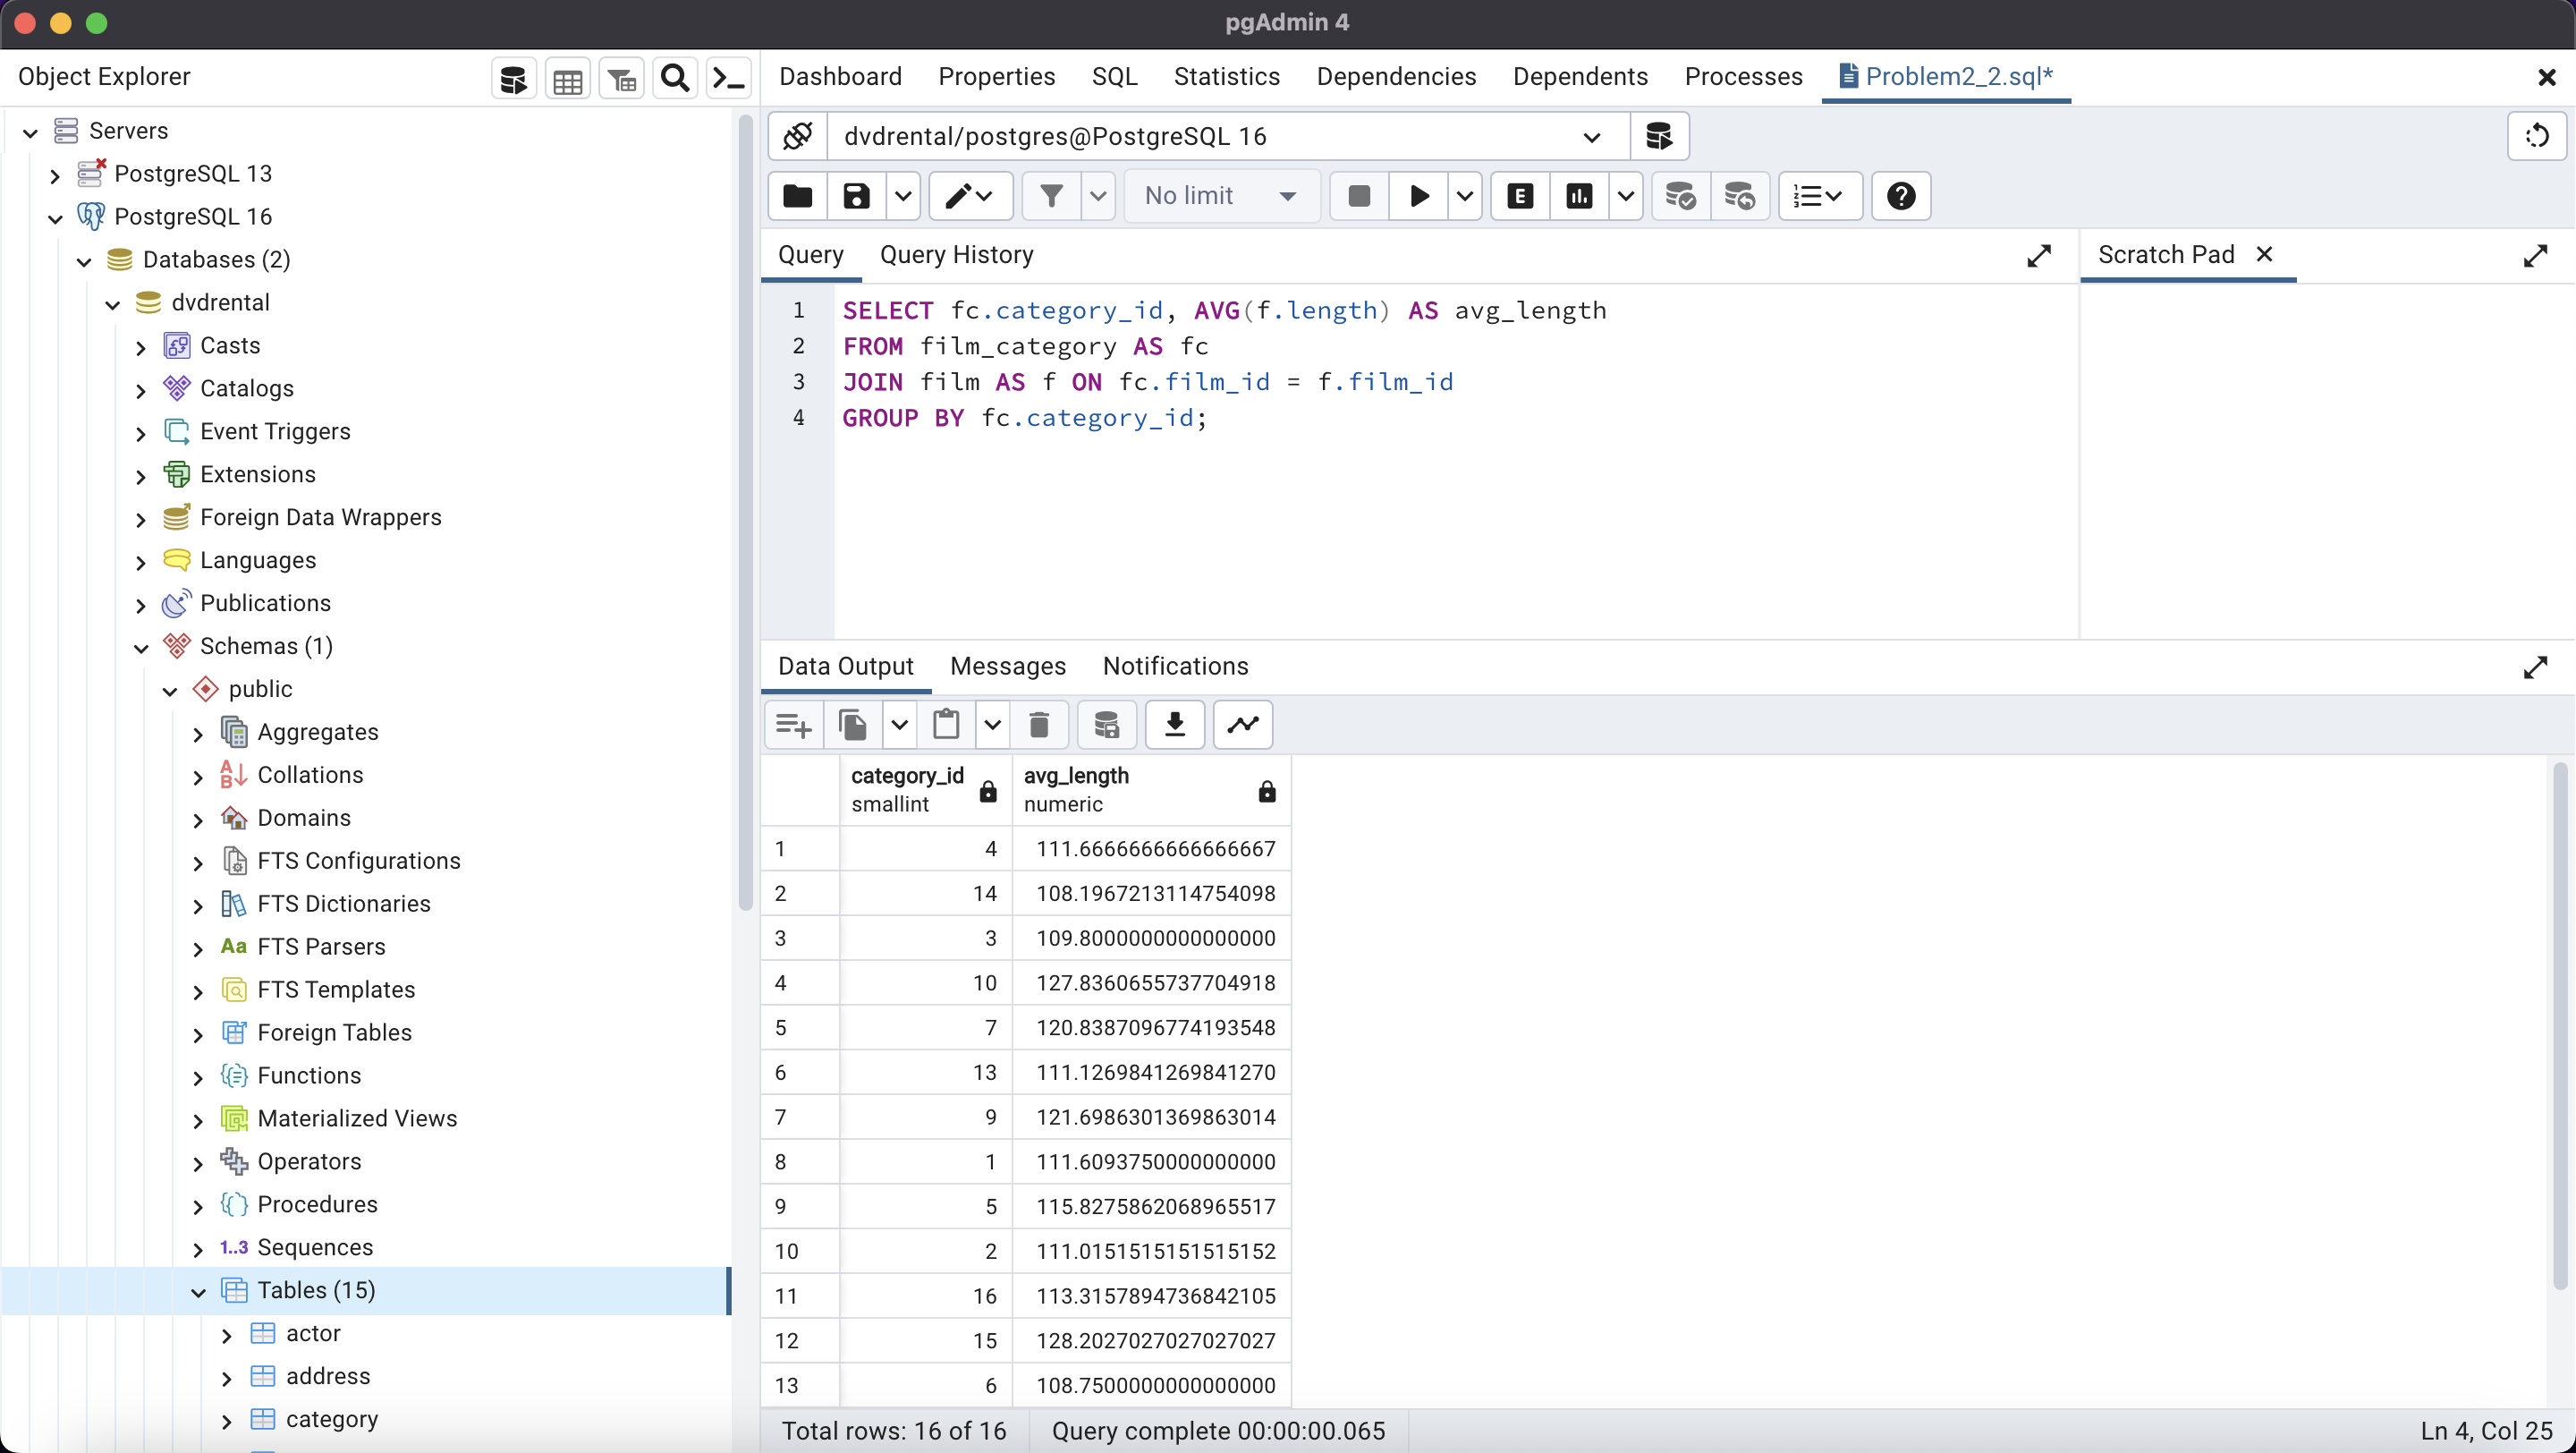 pgAdmin 4
Object Explorer
Servers
PostgreSQL 13
PostgreSQL 16
Databases (2)
dvdrental
Casts
Catalogs
Event Triggers
Extensions
Foreign Data Wrappers
Languages
Publications
Schemas (1)
public
Aggregates
Collations
Domains
FTS Configurations
FTS Dictionaries
Aa FTS Parsers
FTS Templates
Foreign Tables
Functions
Materialized Views
Operators
Procedures
1..3 Sequences
Tables (15)
actor
address
category
Dashboard Properties SQL Statistics Dependencies Dependents Processes Problem2_2.sql*
dvdrental/postgres@PostgreSQL 16
No limit
Query Query History
Scratch Pad
1 SELECT fc.category_id, AVG(f.length) AS avg_length
2 FROM film_category AS fc
3 JOIN film AS f ON fc.film_id = f.film_id
4 GROUP BY fc.category_id;
Data Output Messages Notifications
category_id avg_length
smallint numeric
1 4 111.6666666666666667
2 14 108.1967213114754098
3 3 109.8000000000000000
4 10 127.8360655737704918
5 7 120.8387096774193548
6 13 111.1269841269841270
7 9 121.6986301369863014
8 1 111.6093750000000000
9 5 115.8275862068965517
10 2 111.0151515151515152
11 16 113.3157894736842105
12 15 128.2027027027027027
13 6 108.7500000000000000
Total rows: 16 of 16 Query complete 00:00:00.065 Ln 4, Col 25